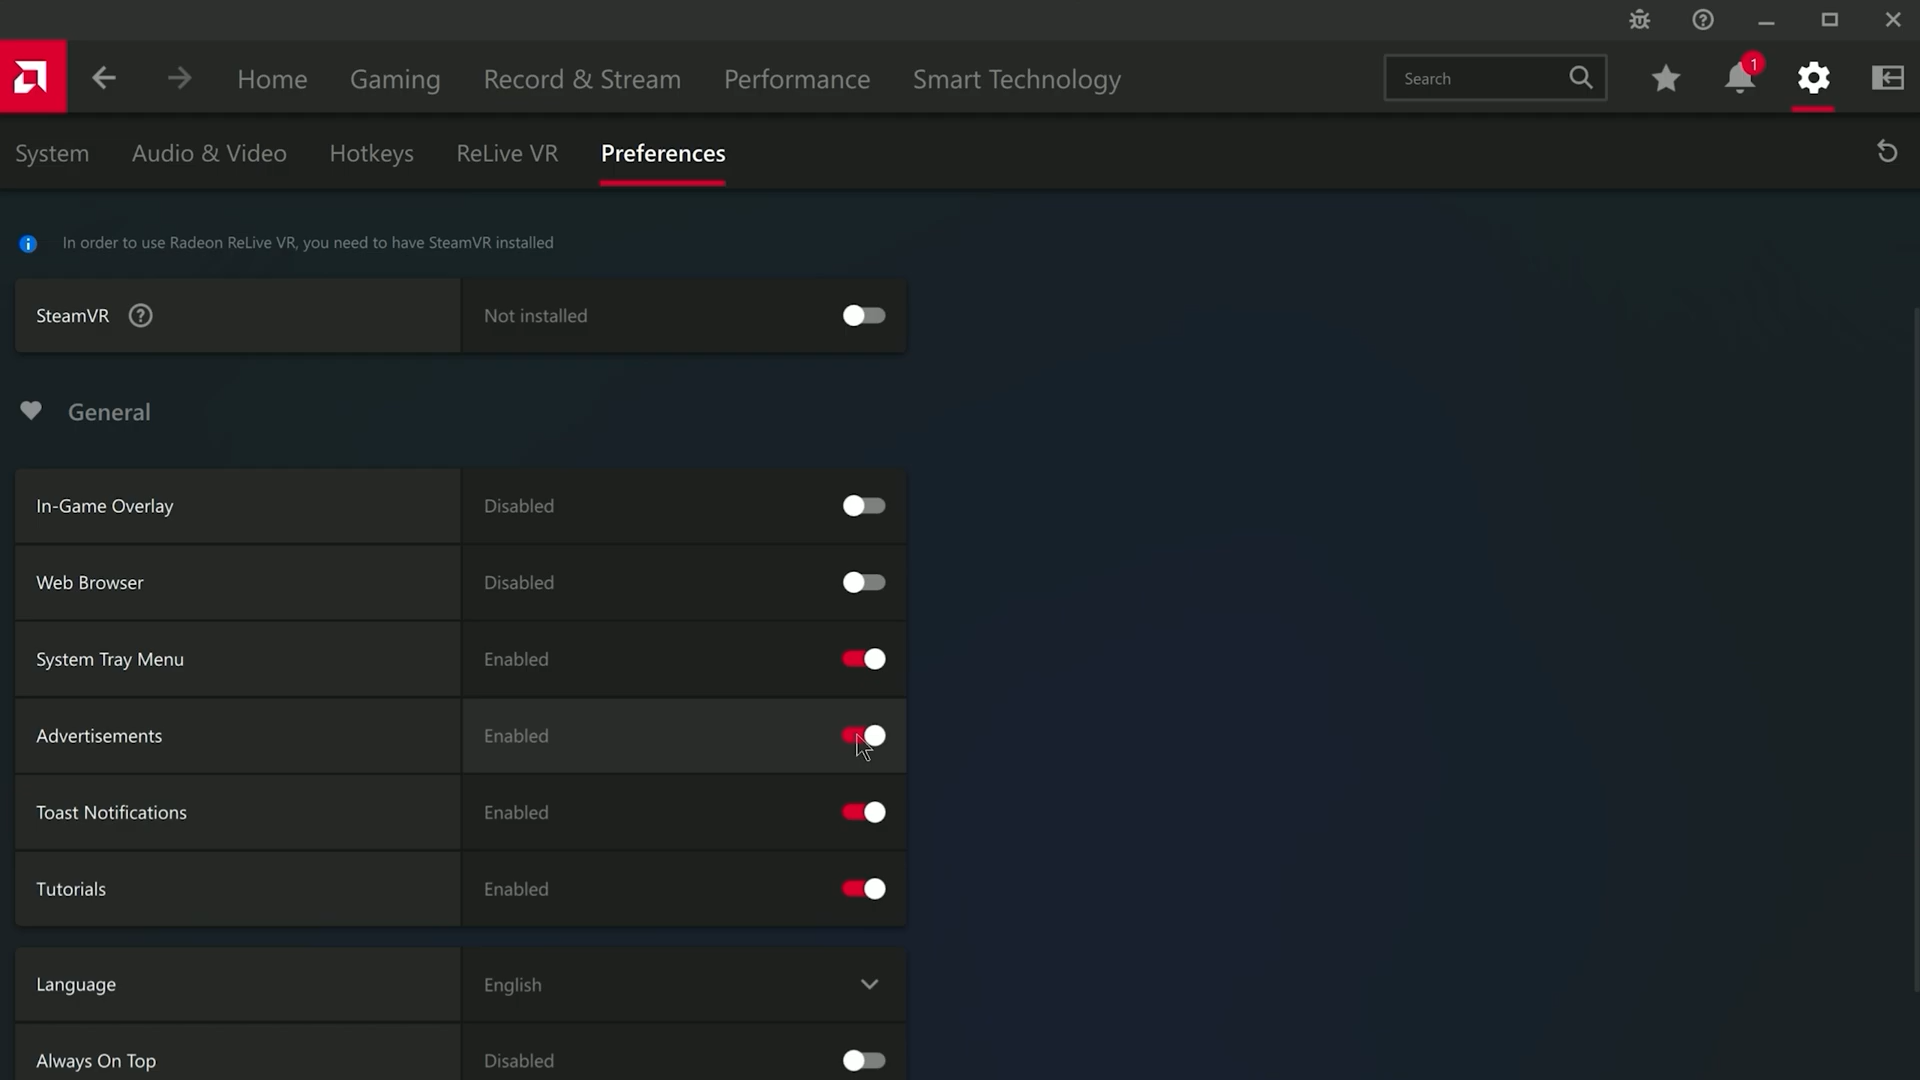 Home Gaming Record & Stream Performance Smart Technology Search 1
System Audio & Video Hotkeys ReLive VR Preferences
In order to use Radeon ReLive VR, you need to have SteamVR installed
SteamVR Not installed
General
In-Game Overlay Disabled
Web Browser Disabled
System Tray Menu Enabled
Advertisements Enabled
Toast Notifications Enabled
Tutorials Enabled
Language English
Always On Top Disabled